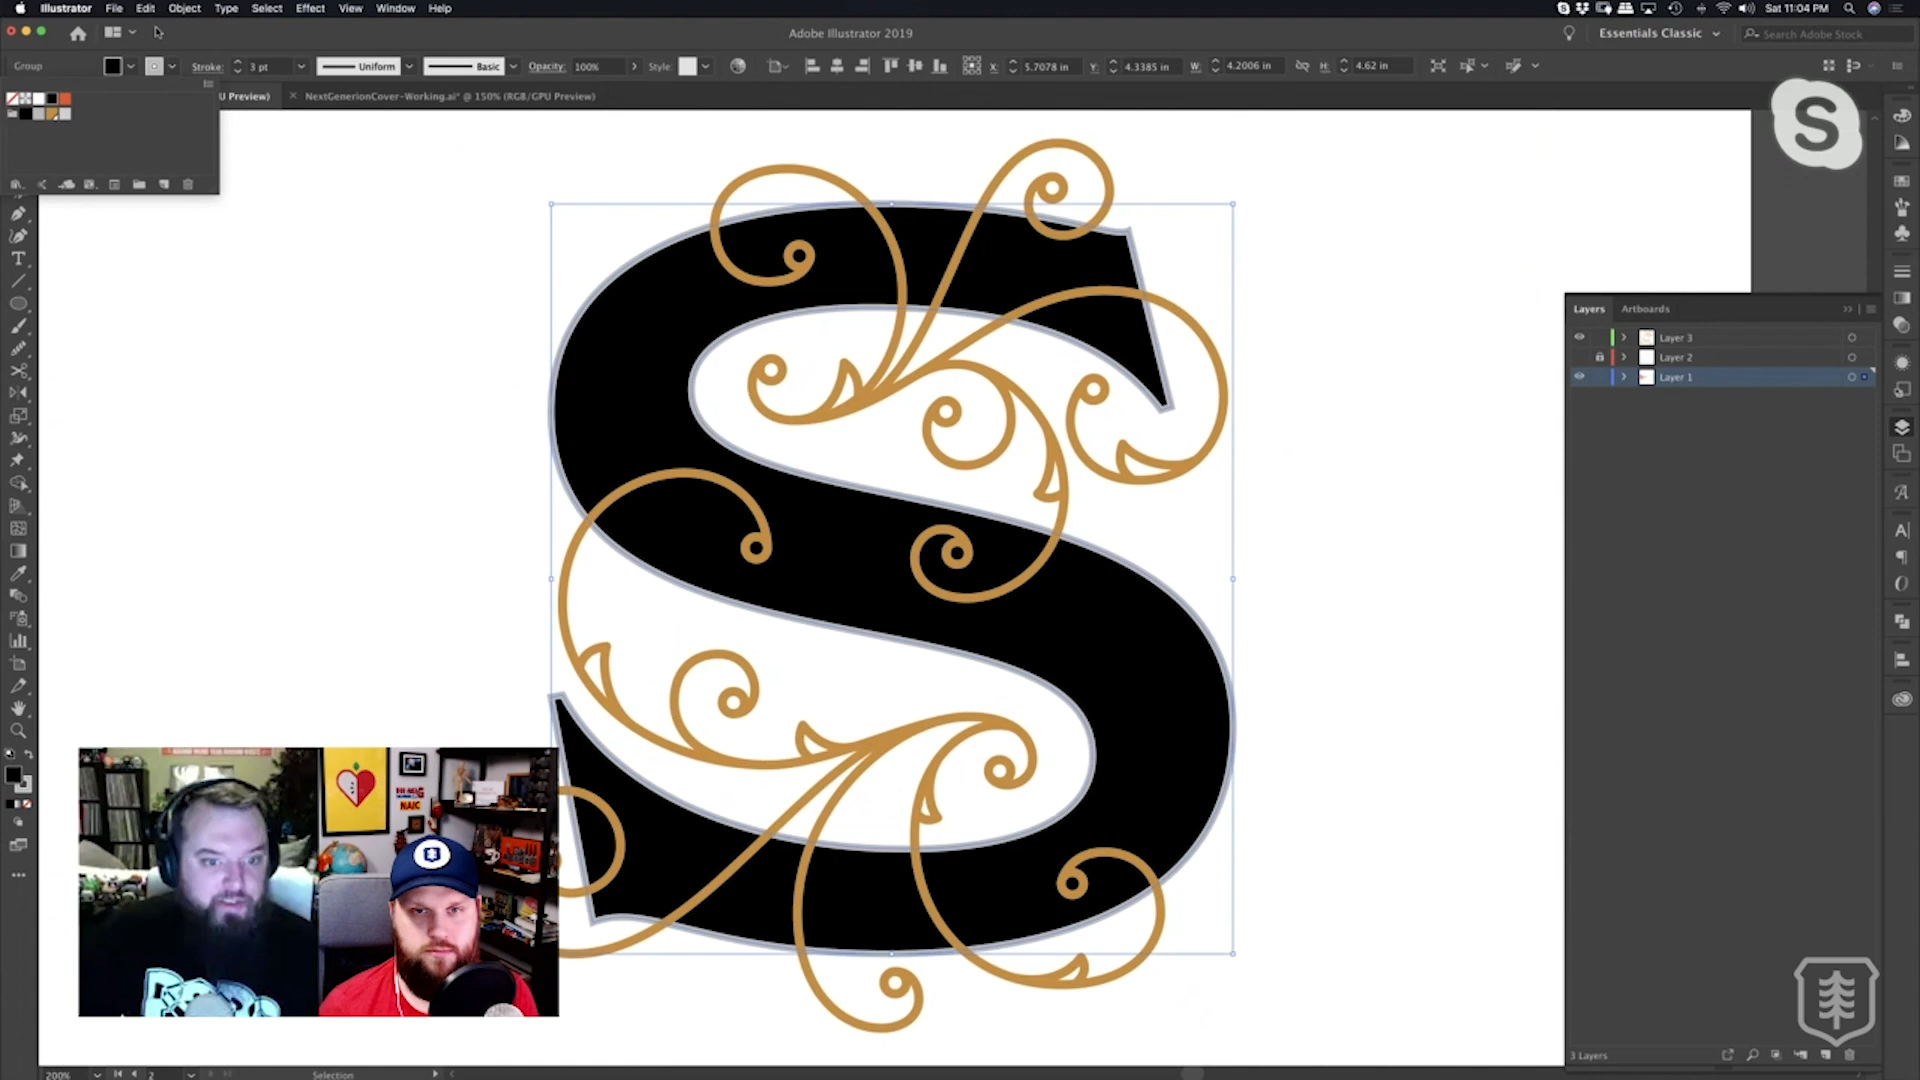 Illustrator File Edit Object Type Select Effect View Window Help
Sat 11:04 PM
Adobe Illustrator 2019
Essentials Classic
Search Adobe Stock
Group
Stroke: 3 pt
Uniform
Basic
Opacity: 100%
Style:
X: 5.7078 in
Y: 4.3385 in
W: 4.2006 in
H: 4.62 in
U Preview)
× NextGenerionCover-Working.ai* @ 150% (RGB/GPU Preview)
S
S
Layers Artboards
Layer 3
Layer 2
Layer 1
NAIC
3 Layers
200%
2
Selection